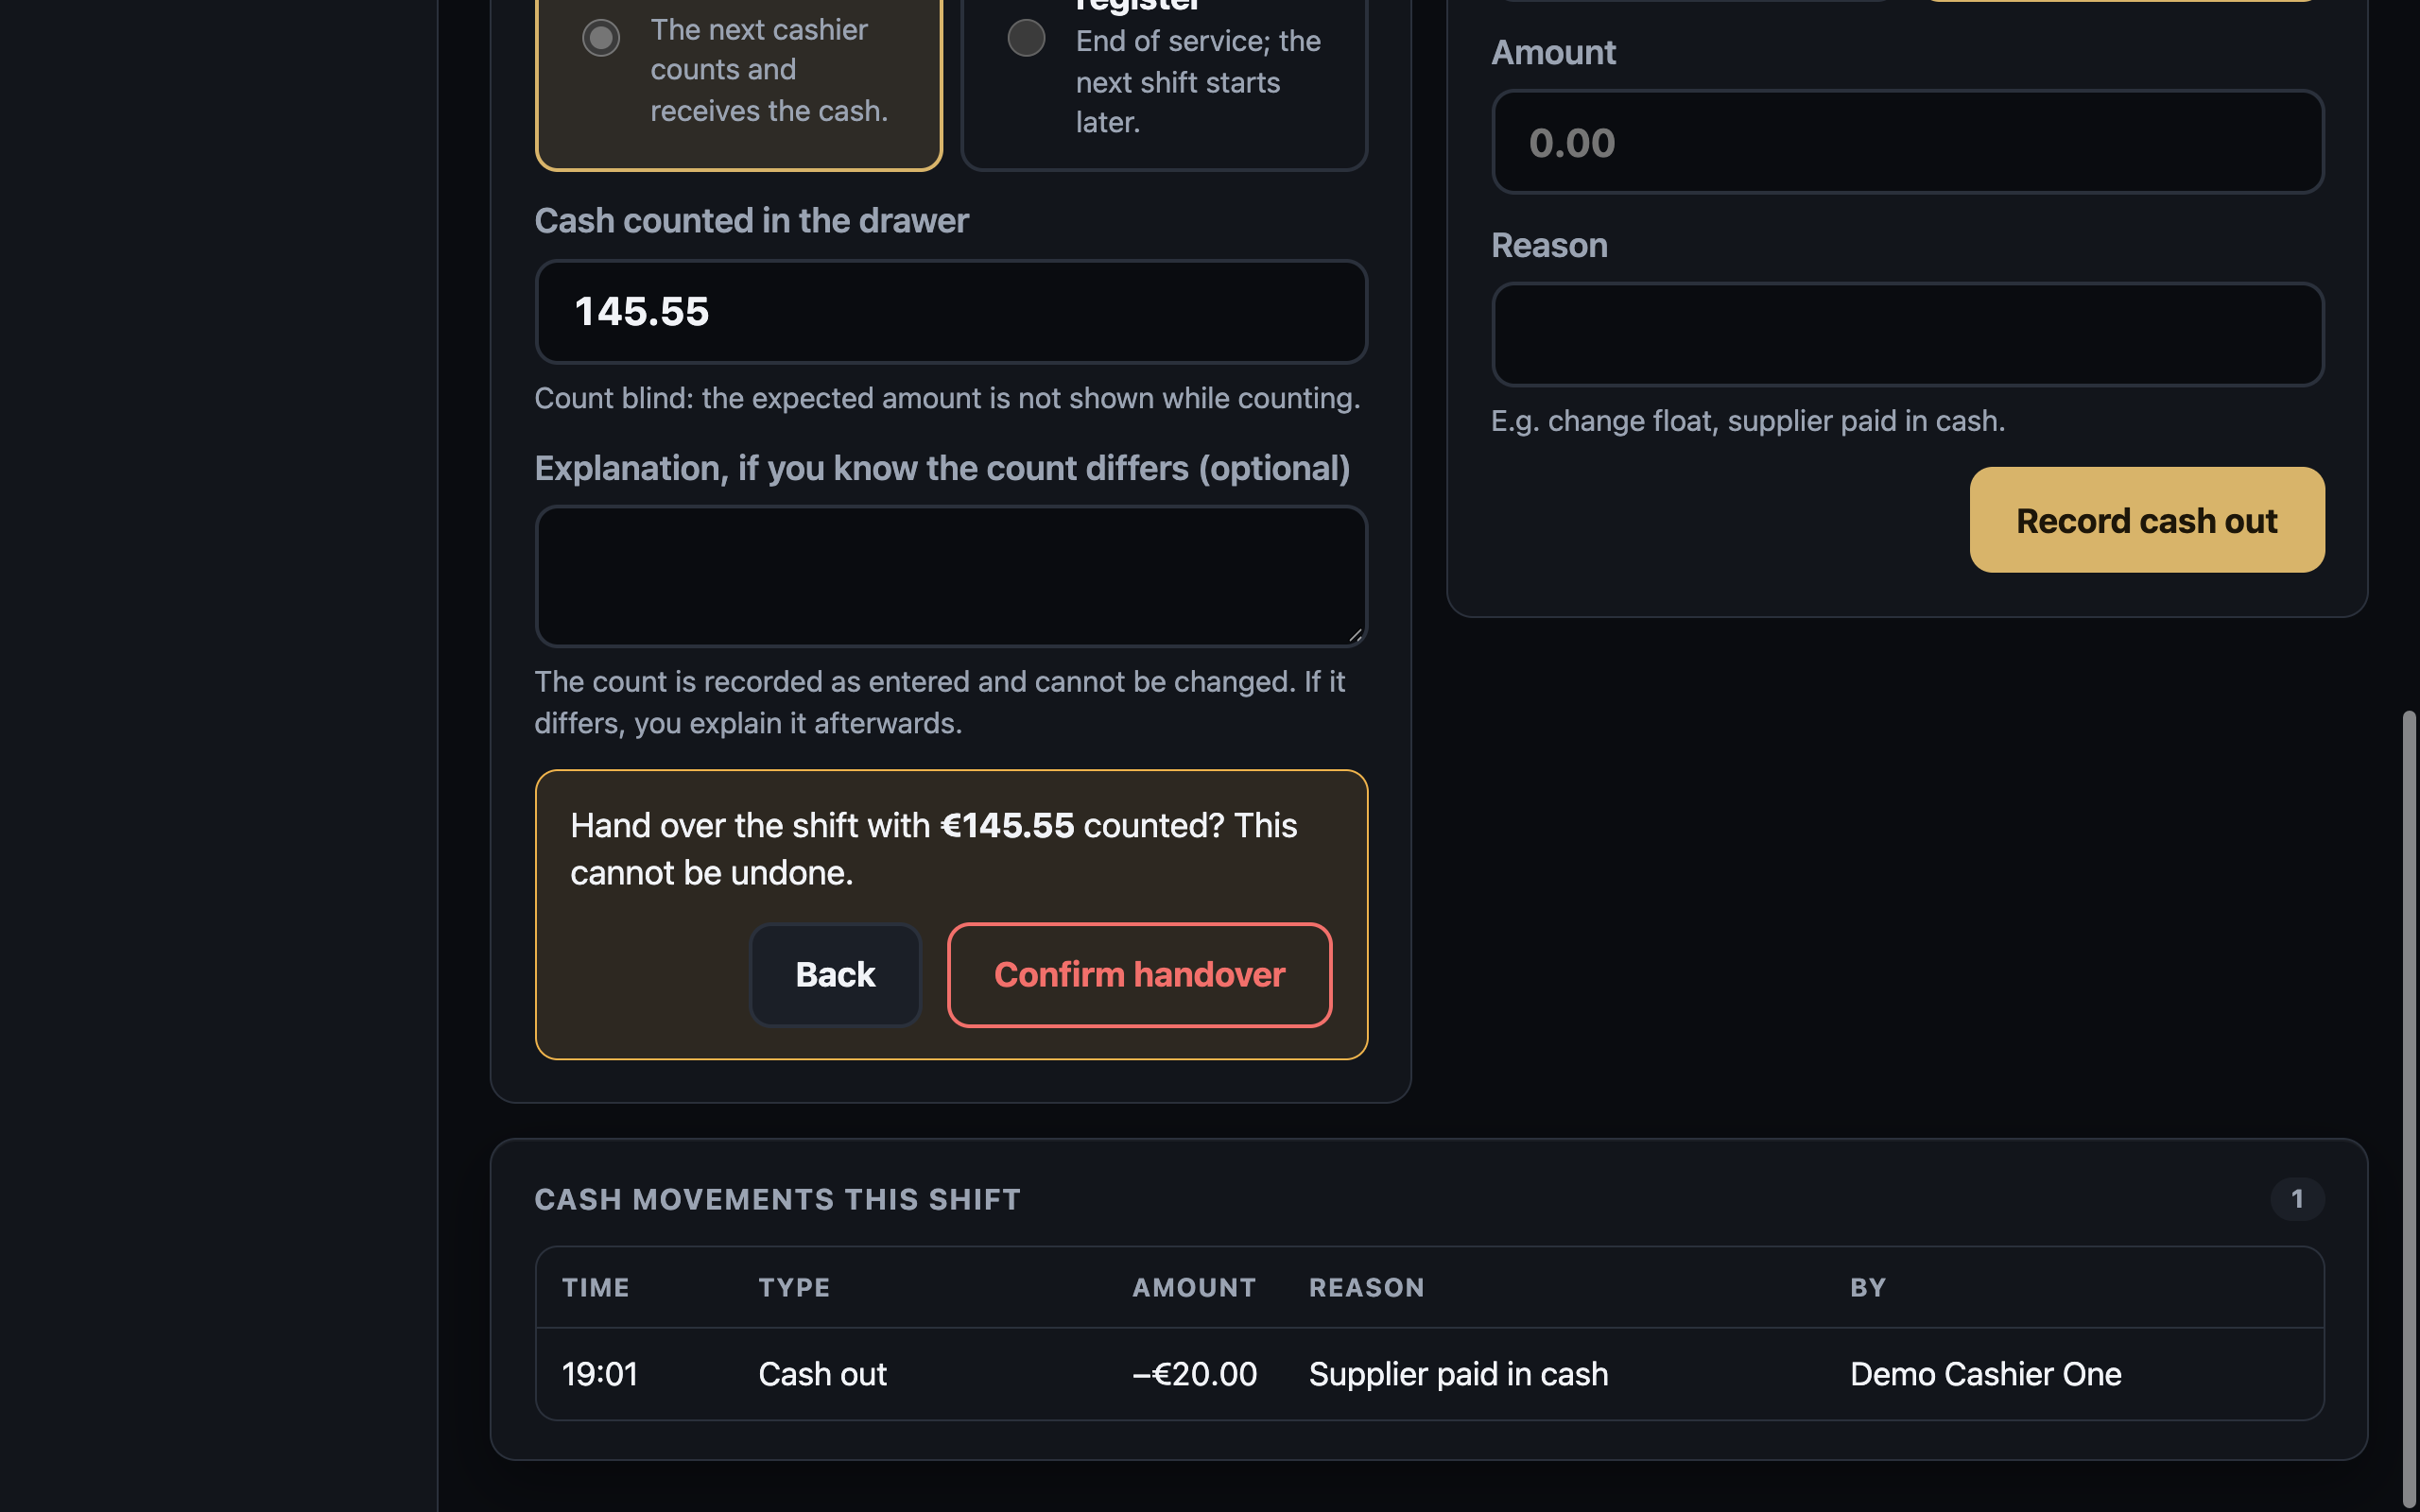 The next cashier
counts and
receives the cash.
register
End of service; the
next shift starts
later.
Cash counted in the drawer
145.55
Count blind: the expected amount is not shown while counting.
Explanation, if you know the count differs (optional)
The count is recorded as entered and cannot be changed. If it
differs, you explain it afterwards.
Hand over the shift with €145.55 counted? This
cannot be undone.
Back
Confirm handover
Amount
0.00
Reason
E.g. change float, supplier paid in cash.
Record cash out
CASH MOVEMENTS THIS SHIFT 1
TIME TYPE AMOUNT REASON BY
19:01 Cash out –€20.00 Supplier paid in cash Demo Cashier One